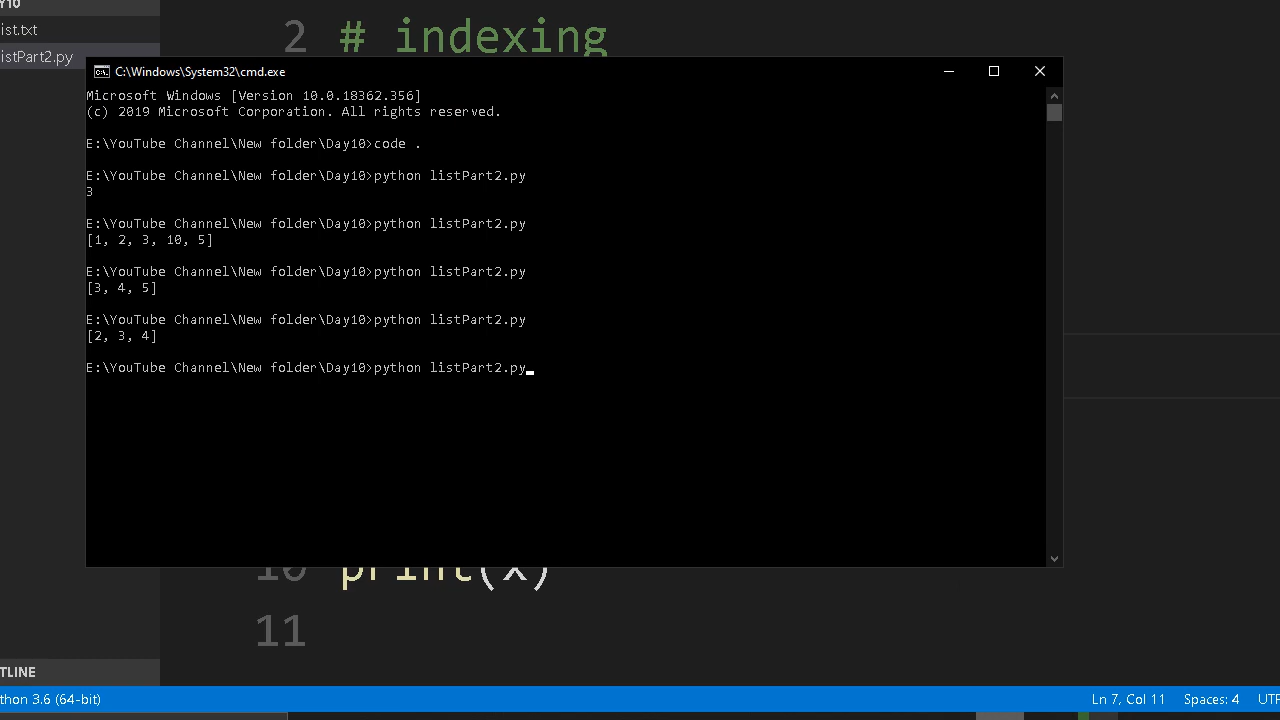 Y10
ist.txt
istPart2.py
2 # indexing
C:\Windows\System32\cmd.exe
Microsoft Windows [Version 10.0.18362.356]
(c) 2019 Microsoft Corporation. All rights reserved.
E:\YouTube Channel\New folder\Day10>code .
E:\YouTube Channel\New folder\Day10>python listPart2.py
3
E:\YouTube Channel\New folder\Day10>python listPart2.py
[1, 2, 3, 10, 5]
E:\YouTube Channel\New folder\Day10>python listPart2.py
[3, 4, 5]
E:\YouTube Channel\New folder\Day10>python listPart2.py
[2, 3, 4]
E:\YouTube Channel\New folder\Day10>python listPart2.py
10 print(x)
11
TLINE
thon 3.6 (64-bit)
Ln 7, Col 11 Spaces: 4 UTF